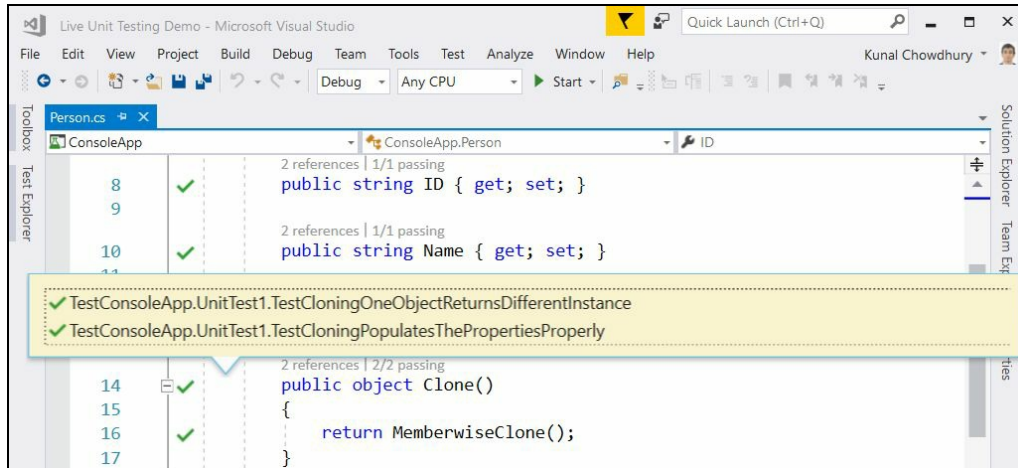 Live Unit Testing Demo - Microsoft Visual Studio
Quick Launch (Ctrl+Q)
File Edit View Project Build Debug Team Tools Test Analyze Window Help
Kunal Chowdhury
Debug Any CPU Start
Toolbox
Test Explorer
Person.cs
ConsoleApp ConsoleApp.Person ID
2 references | 1/1 passing
8 public string ID { get; set; }
9
2 references | 1/1 passing
10 public string Name { get; set; }
TestConsoleApp.UnitTest1.TestCloningOneObjectReturnsDifferentInstance
TestConsoleApp.UnitTest1.TestCloningPopulatesThePropertiesProperly
2 references | 2/2 passing
14 public object Clone()
15 {
16 return MemberwiseClone();
17 }
Solution Explorer
Team